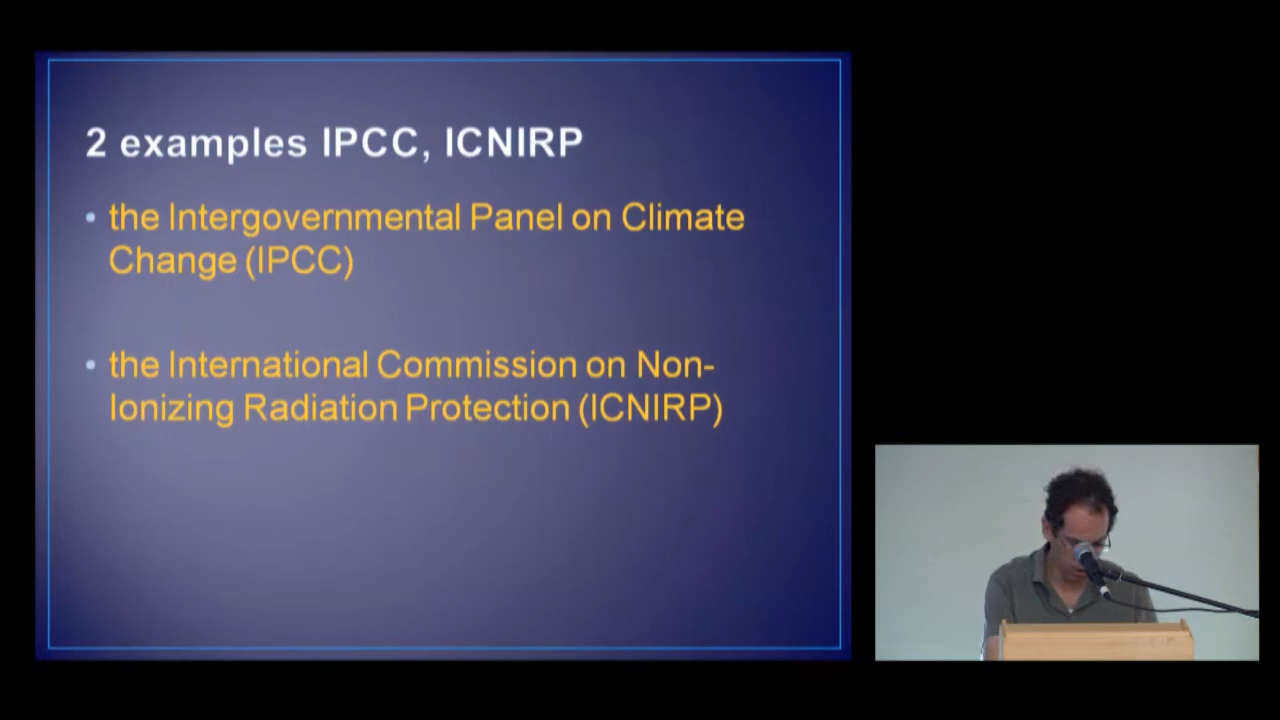 2 examples IPCC, ICNIRP
• the Intergovernmental Panel on Climate
Change (IPCC)
• the International Commission on Non-
Ionizing Radiation Protection (ICNIRP)